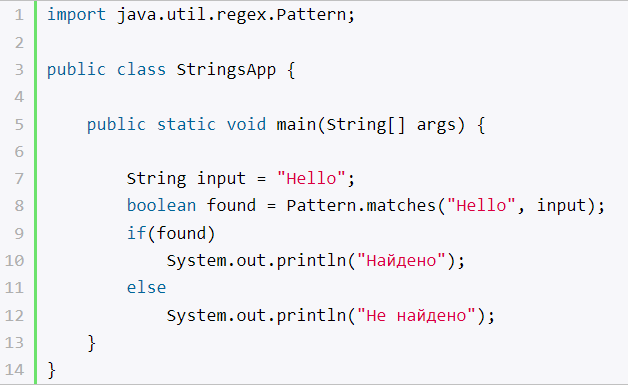 1 import java.util.regex.Pattern;
2
3 public class StringsApp {
4
5     public static void main(String[] args) {
6
7         String input = "Hello";
8         boolean found = Pattern.matches("Hello", input);
9         if(found)
10             System.out.println("Найдено");
11         else
12             System.out.println("Не найдено");
13     }
14 }